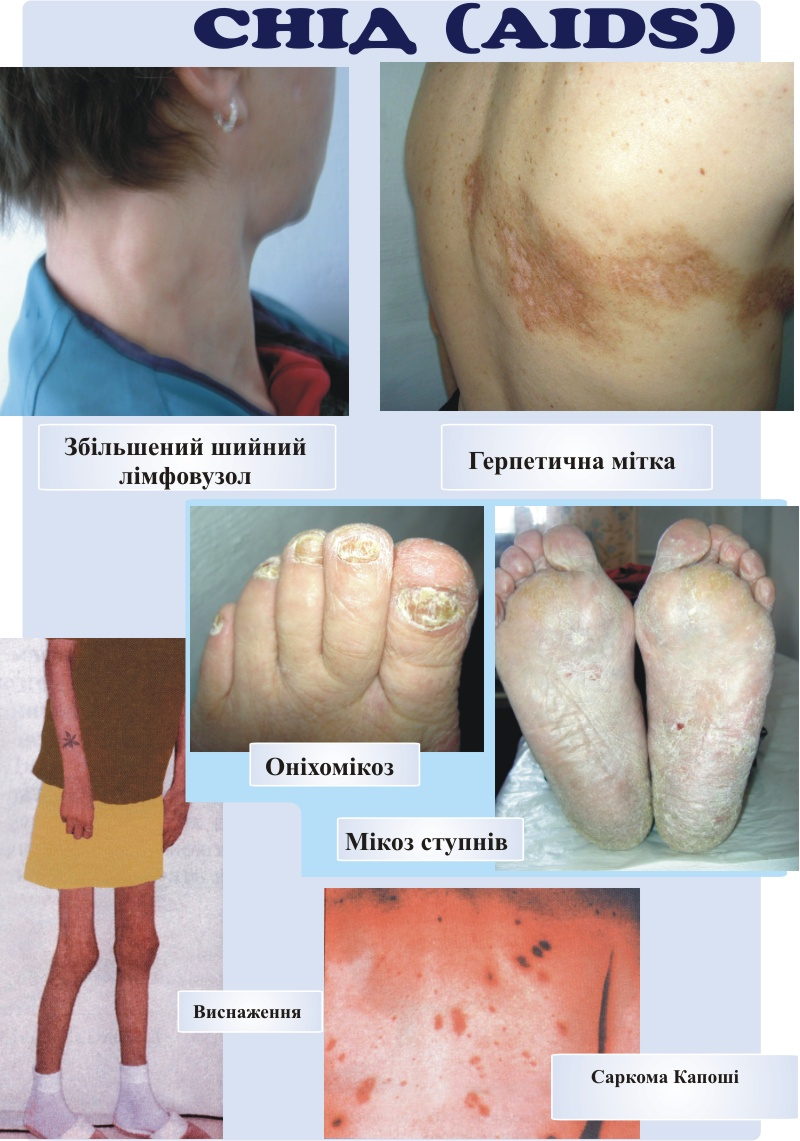 СНІД (AIDS)
Збільшений шийний
лімфовузол
Герпетична мітка
Оніхомікоз
Мікоз ступнів
Виснаження
Саркома Капоші